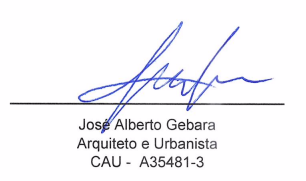 José Alberto Gebara
Arquiteto e Urbanista
CAU - A35481-3